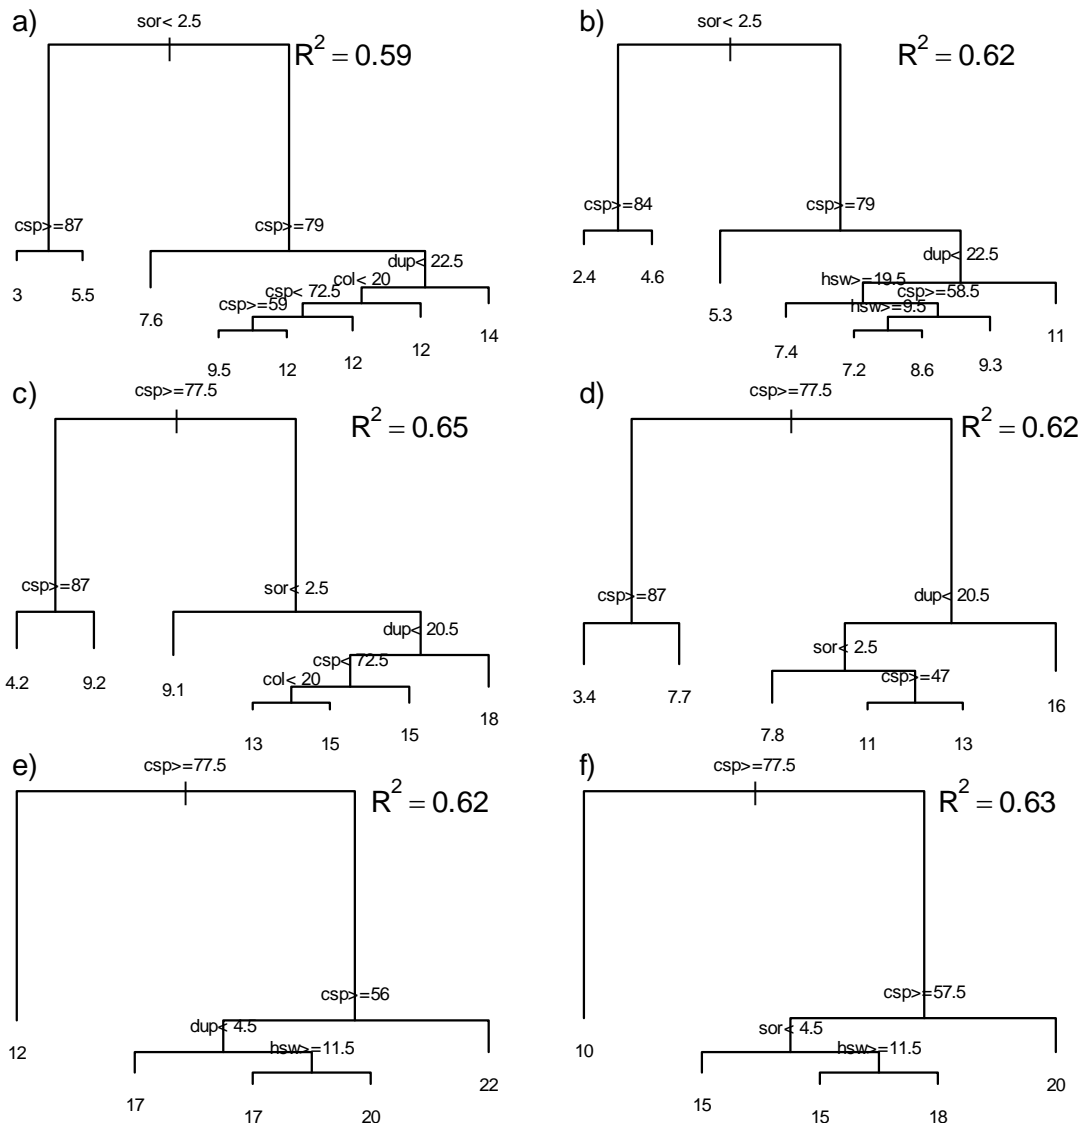 a)
sor< 2.5
R² = 0.59
csp>=87
csp>=79
dup< 22.5
col< 20
csp< 72.5
csp>=59
3
5.5
7.6
14
9.5
12
12
12
b)
sor< 2.5
R² = 0.62
csp>=84
csp>=79
dup< 22.5
hsw>=19.5
csp>=58.5
hsw>=9.5
2.4
4.6
5.3
11
7.4
7.2
8.6
9.3
c)
csp>=77.5
R² = 0.65
csp>=87
sor< 2.5
dup< 20.5
csp< 72.5
col< 20
4.2
9.2
9.1
18
13
15
15
d)
csp>=77.5
R² = 0.62
csp>=87
dup< 20.5
sor< 2.5
csp>=47
3.4
7.7
16
7.8
11
13
e)
csp>=77.5
R² = 0.62
csp>=56
dup< 4.5
hsw>=11.5
12
22
17
17
20
f)
csp>=77.5
R² = 0.63
csp>=57.5
sor< 4.5
hsw>=11.5
10
20
15
15
18